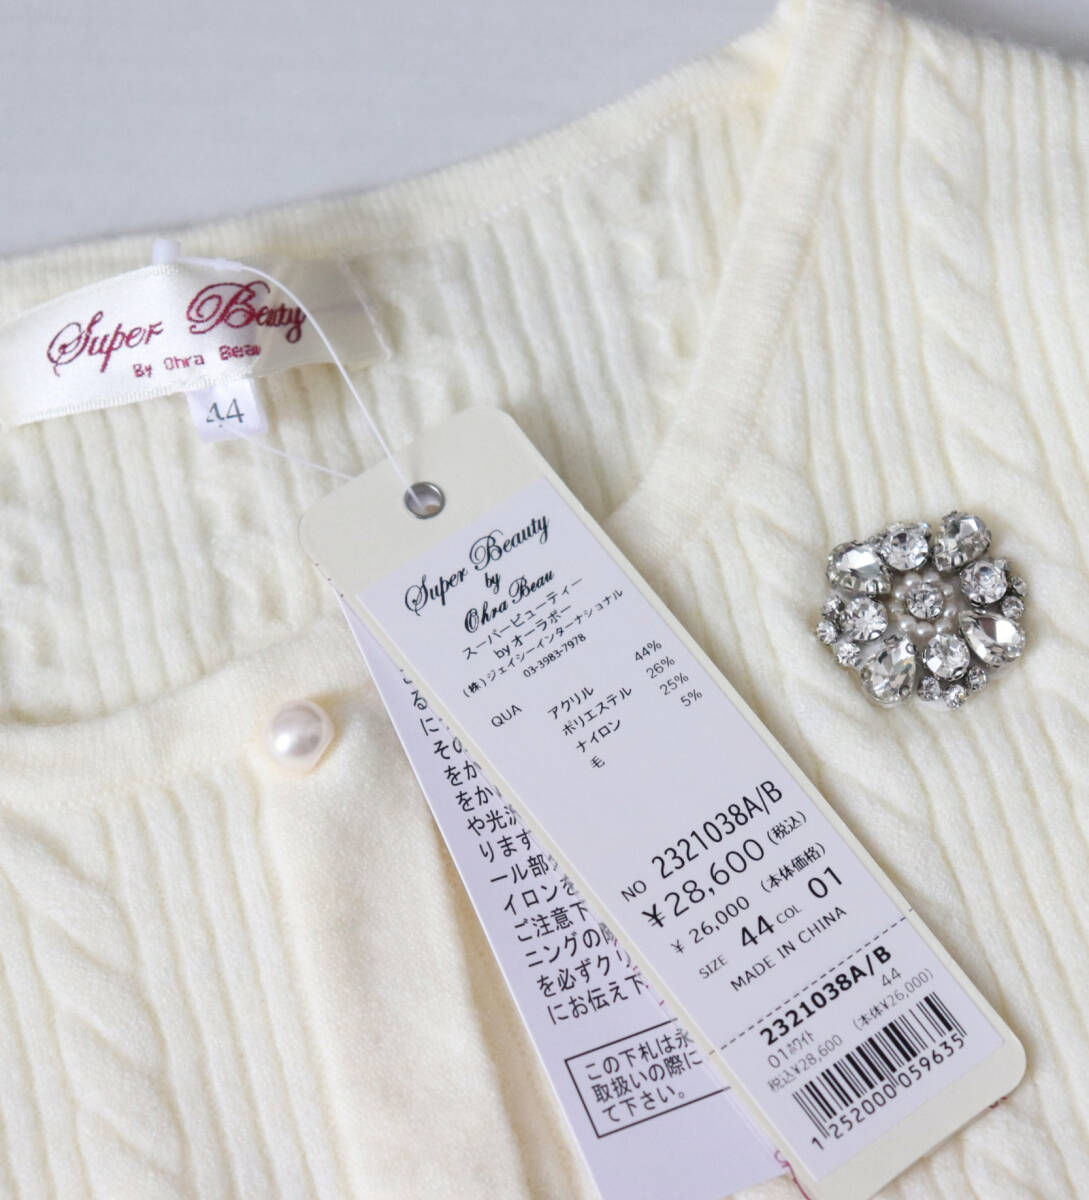 Super Beauty
By Ohra Beau
44
Super Beauty
by
Ohra Beau
スーパービューティー
byオーラボー
(株)ジェイシーインターナショナル
03-3983-7978
QUA アクリル 44%
ポリエステル 26%
ナイロン 25%
毛 5%
NO 2321038A/B
¥28,600(税込)
¥ 26,000 (本体価格)
SIZE 44 COL 01
MADE IN CHINA
2321038A/B
01ホワイト 44
税込¥28,600 (本体¥26,000)
1252000059635
る
に
その
をか
をか
や光沢
ります
ール部
イロンを
ご注意下
ニングの際
を必ずクリ
にお伝え下
この下札は永
取扱いの際に
て下さい。